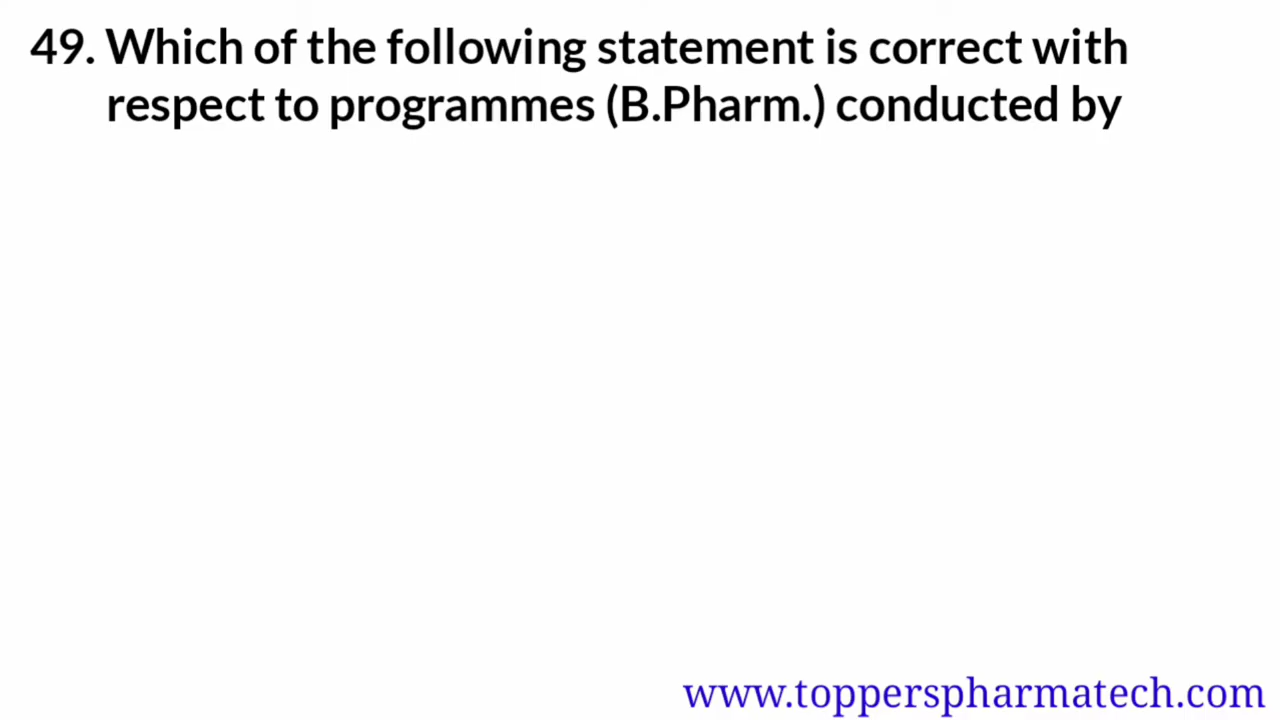 49. Which of the following statement is correct with
respect to programmes (B.Pharm.) conducted by
www.topperspharmatech.com